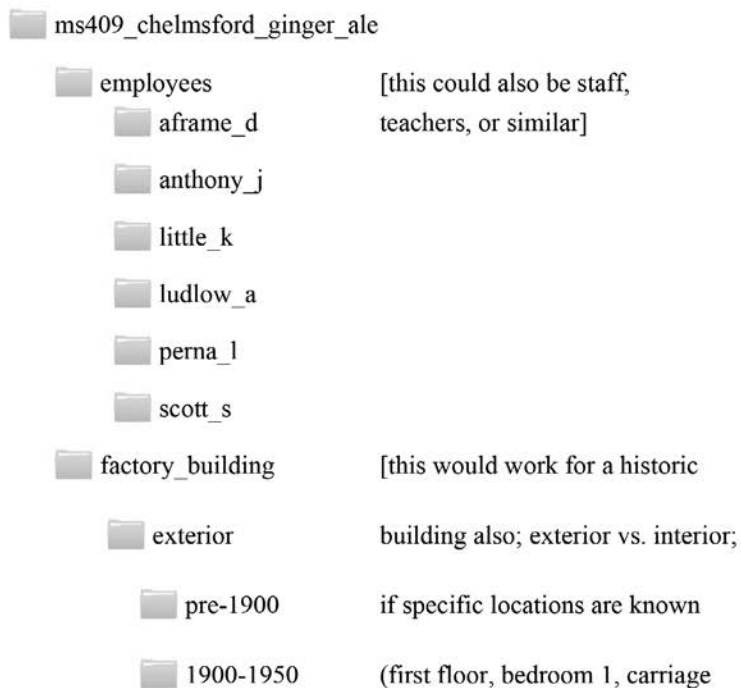 ms409_chelmsford_ginger_ale
employees [this could also be staff,
aframe_d teachers, or similar]
anthony_j
little_k
ludlow_a
perna_l
scott_s
factory_building [this would work for a historic
exterior building also; exterior vs. interior;
pre-1900 if specific locations are known
1900-1950 (first floor, bedroom 1, carriage